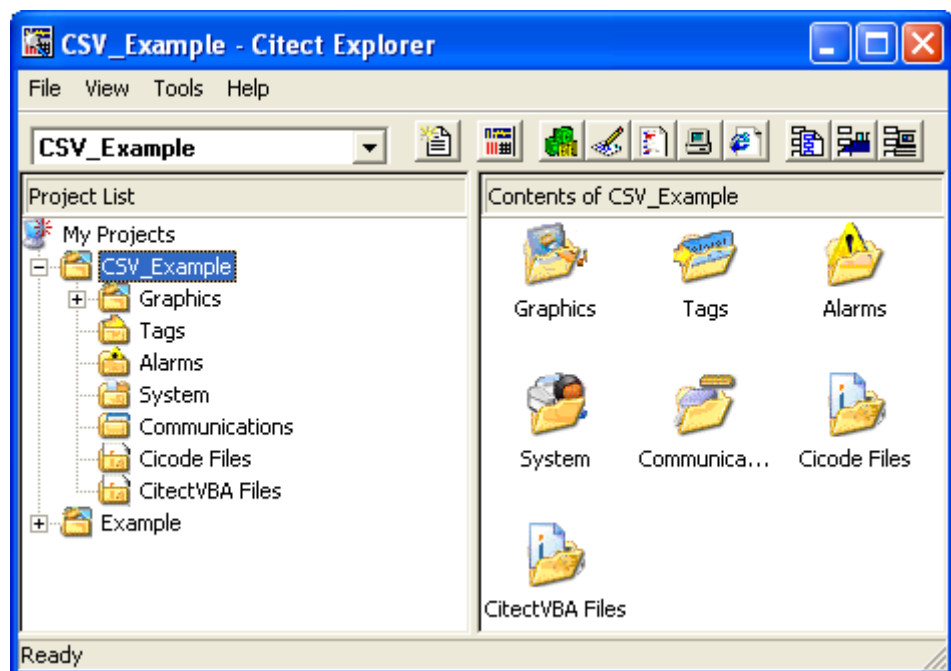 CSV_Example - Citect Explorer
File View Tools Help
CSV_Example
Project List
My Projects
CSV_Example
Graphics
Tags
Alarms
System
Communications
Cicode Files
CitectVBA Files
Example
Contents of CSV_Example
Graphics Tags Alarms
System Communica... Cicode Files
CitectVBA Files
Ready